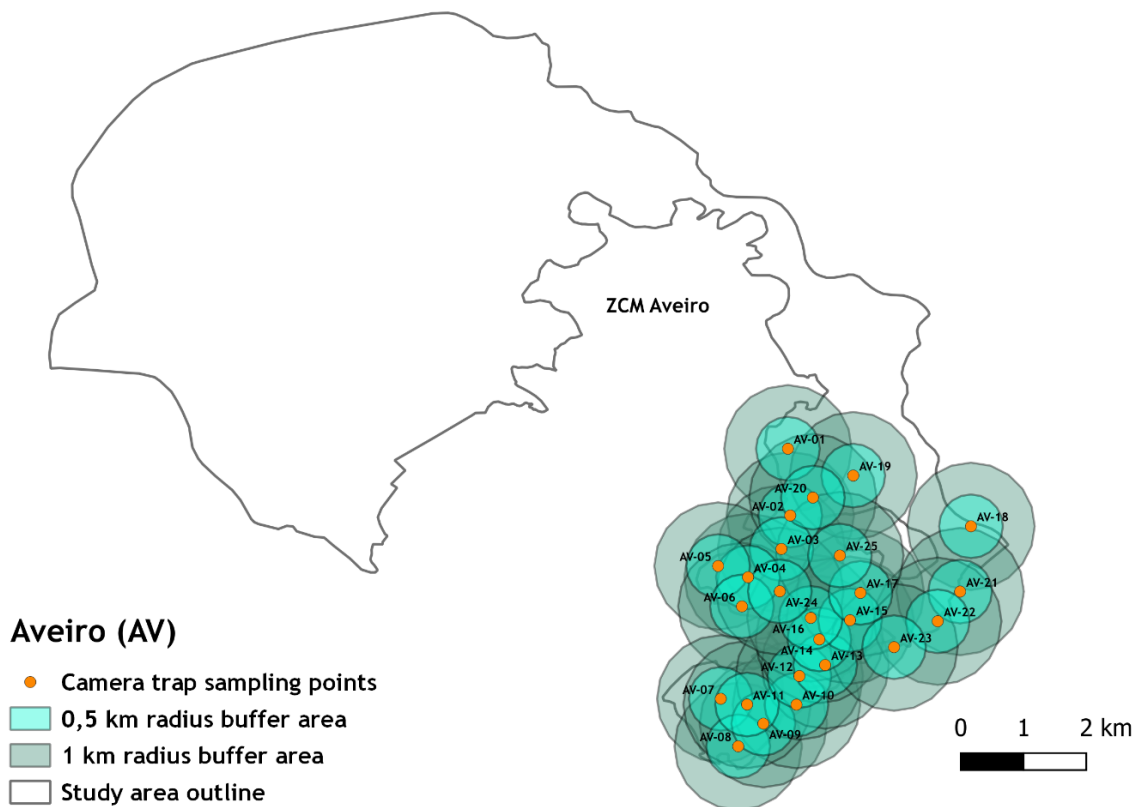 ZCM Aveiro
AV-01
AV-19
AV-20
AV-02
AV-18
AV-03
AV-25
AV-05
AV-04
AV-17
AV-21
AV-06
AV-24
AV-15
AV-22
AV-16
AV-23
AV-14
AV-13
AV-12
AV-07
AV-11
AV-10
AV-08
AV-09
Aveiro (AV)
Camera trap sampling points
0,5 km radius buffer area
1 km radius buffer area
Study area outline
0 1 2 km